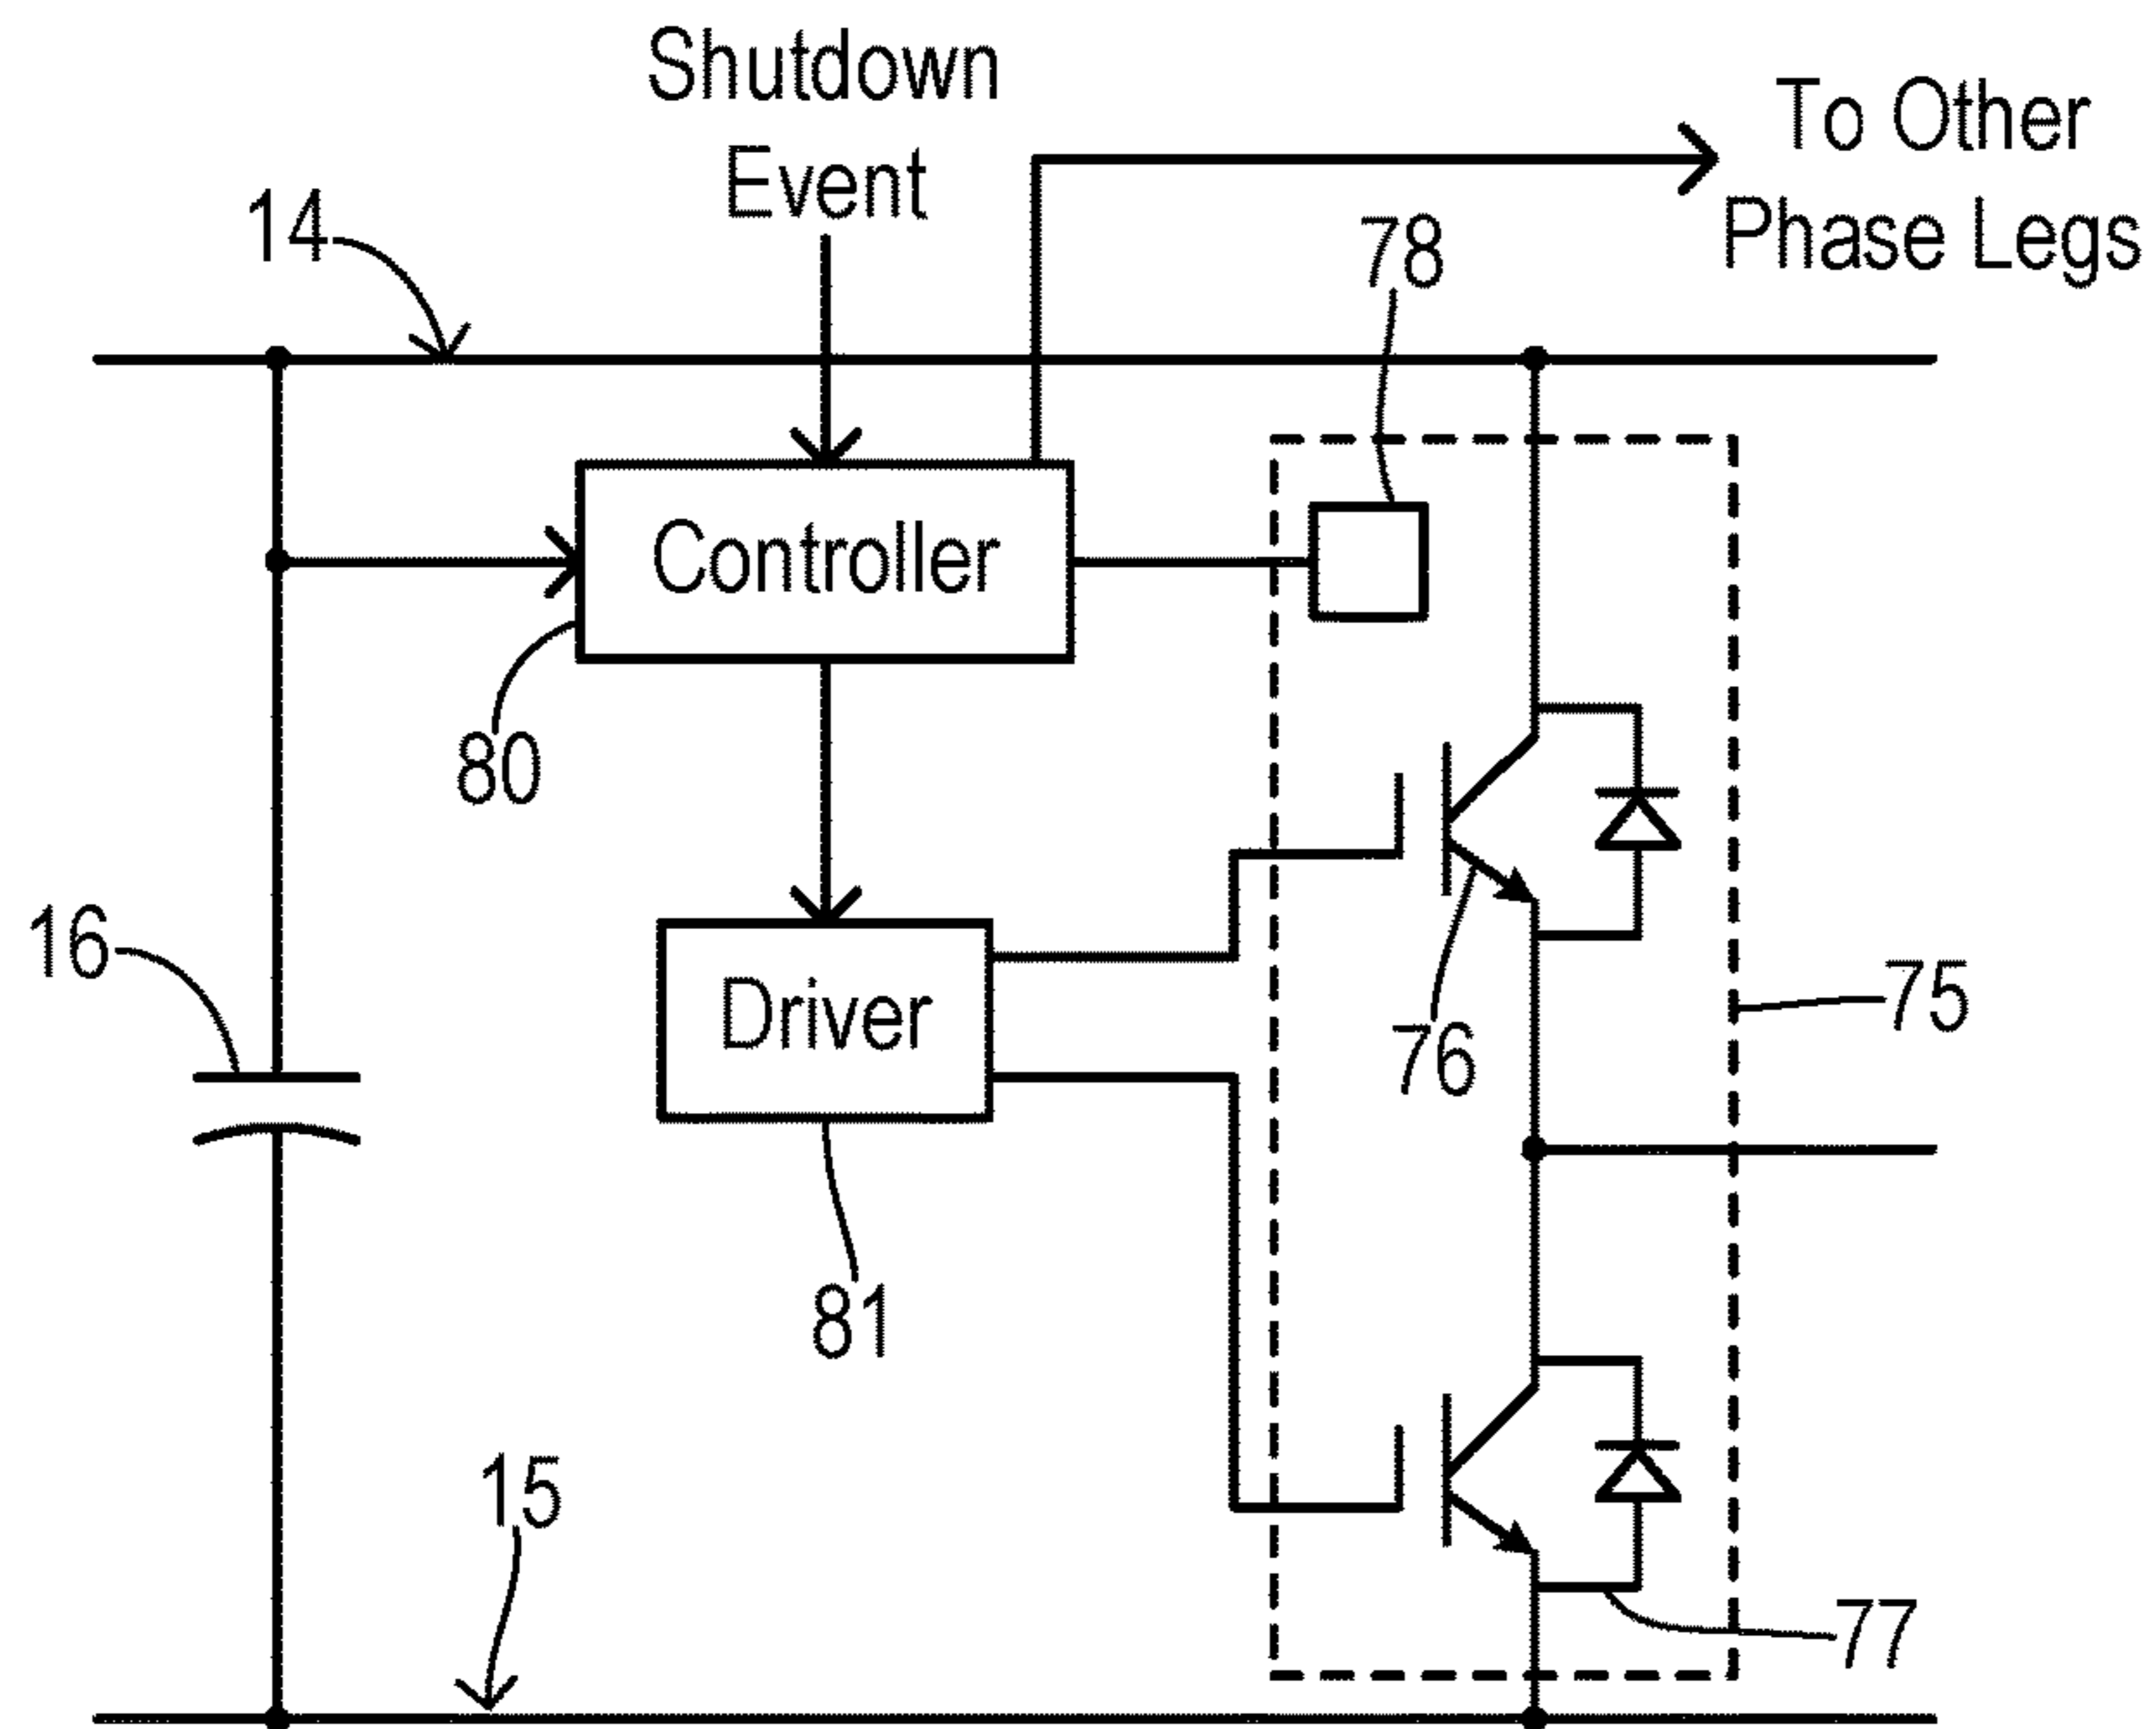 Shutdown
Event
To Other
Phase Legs
14
78
Controller
80
16
Driver
76
75
81
15
77